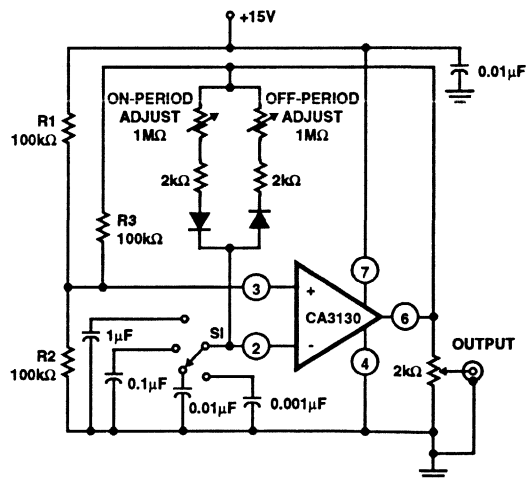 +15V
0.01µF
ON-PERIOD
ADJUST
1MΩ
OFF-PERIOD
ADJUST
1MΩ
R1
100kΩ
2kΩ
2kΩ
R3
100kΩ
7
3
+
CA3130
6
2
-
4
SI
1µF
R2
100kΩ
0.1µF
0.01µF
0.001µF
2kΩ
OUTPUT